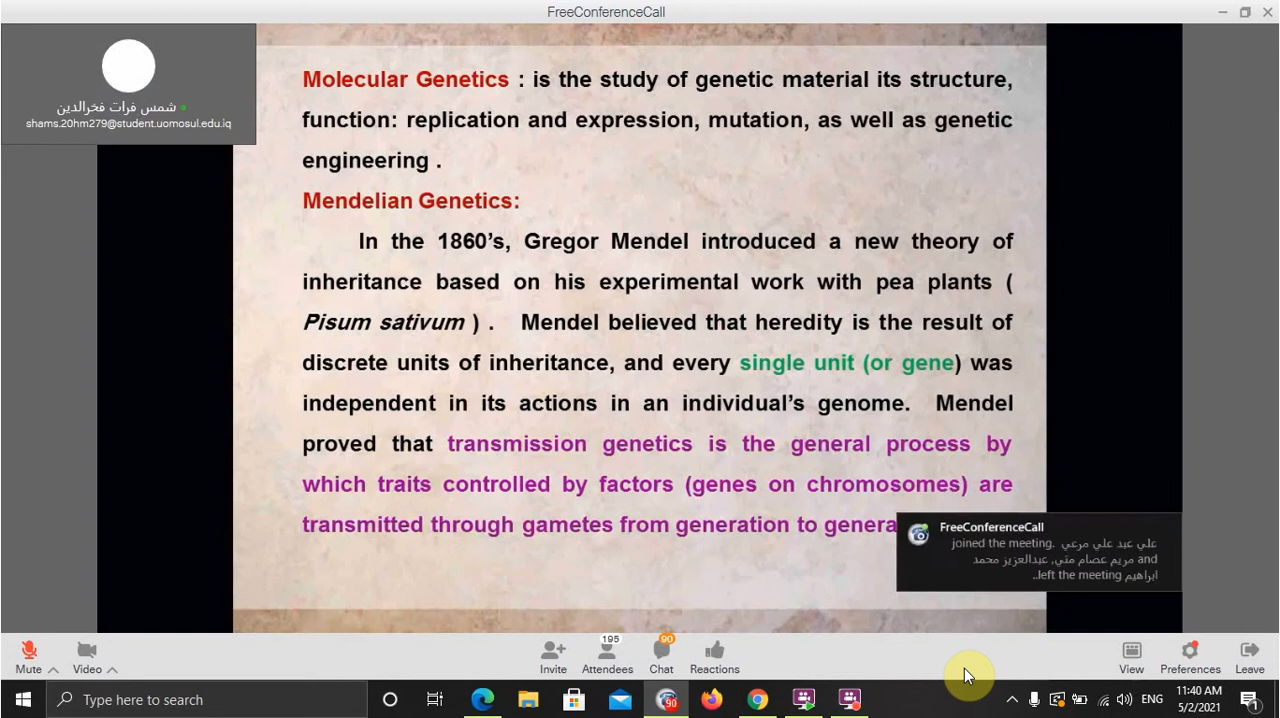 FreeConferenceCall
شمس فرات فخرالدين
shams.20hm279@student.uomosul.edu.iq
Molecular Genetics : is the study of genetic material its structure,
function: replication and expression, mutation, as well as genetic
engineering .
Mendelian Genetics:
In the 1860’s, Gregor Mendel introduced a new theory of
inheritance based on his experimental work with pea plants (
Pisum sativum ) . Mendel believed that heredity is the result of
discrete units of inheritance, and every single unit (or gene) was
independent in its actions in an individual’s genome. Mendel
proved that transmission genetics is the general process by
which traits controlled by factors (genes on chromosomes) are
transmitted through gametes from generation to genera
FreeConferenceCall
joined the meeting. علي عبد علي مرعي
and مريم عصام متي, عبدالعزيز محمد
..left the meeting ابراهيم
195
90
Mute
Video
Invite
Attendees
Chat
Reactions
View
Preferences
Leave
Type here to search
90
ENG
11:40 AM
5/2/2021
1